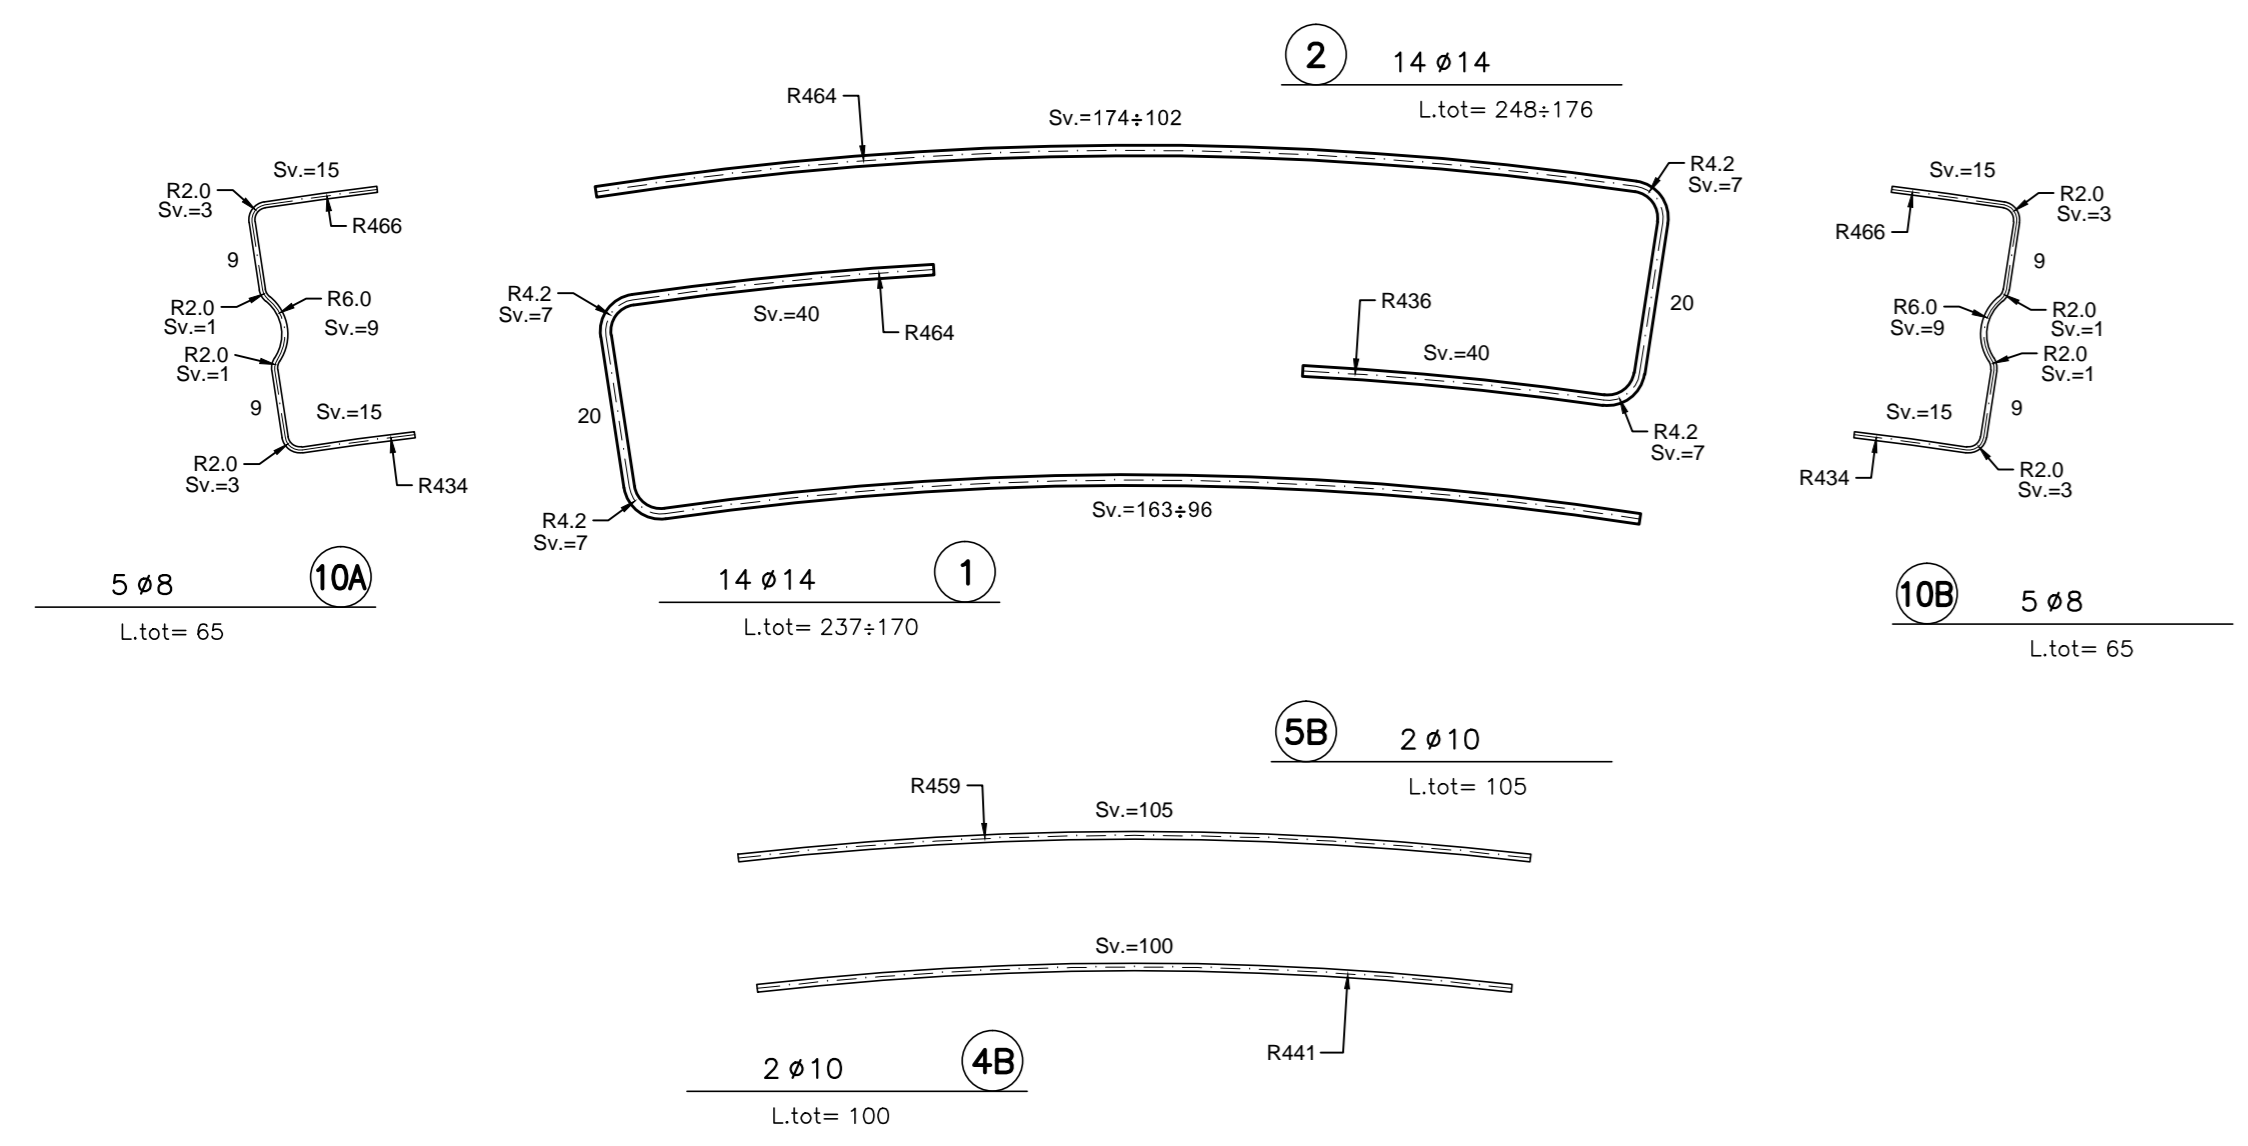 2 14 ø14
L.tot= 248÷176
R464
Sv.=174÷102
R4.2
Sv.=7
20
R436
Sv.=40
R4.2
Sv.=7
Sv.=15
R2.0
Sv.=3
R466
9
R2.0
Sv.=1
R6.0
Sv.=9
R2.0
Sv.=1
9
Sv.=15
R2.0
Sv.=3
R434
5 ø8 10A
L.tot= 65
R4.2
Sv.=7
Sv.=40
R464
20
R4.2
Sv.=7
Sv.=163÷96
14 ø14 1
L.tot= 237÷170
Sv.=15
R2.0
Sv.=3
R466
9
R6.0
Sv.=9
R2.0
Sv.=1
R2.0
Sv.=1
Sv.=15
9
R434
R2.0
Sv.=3
10B 5 ø8
L.tot= 65
5B 2 ø10
L.tot= 105
R459
Sv.=105
Sv.=100
R441
2 ø10 4B
L.tot= 100